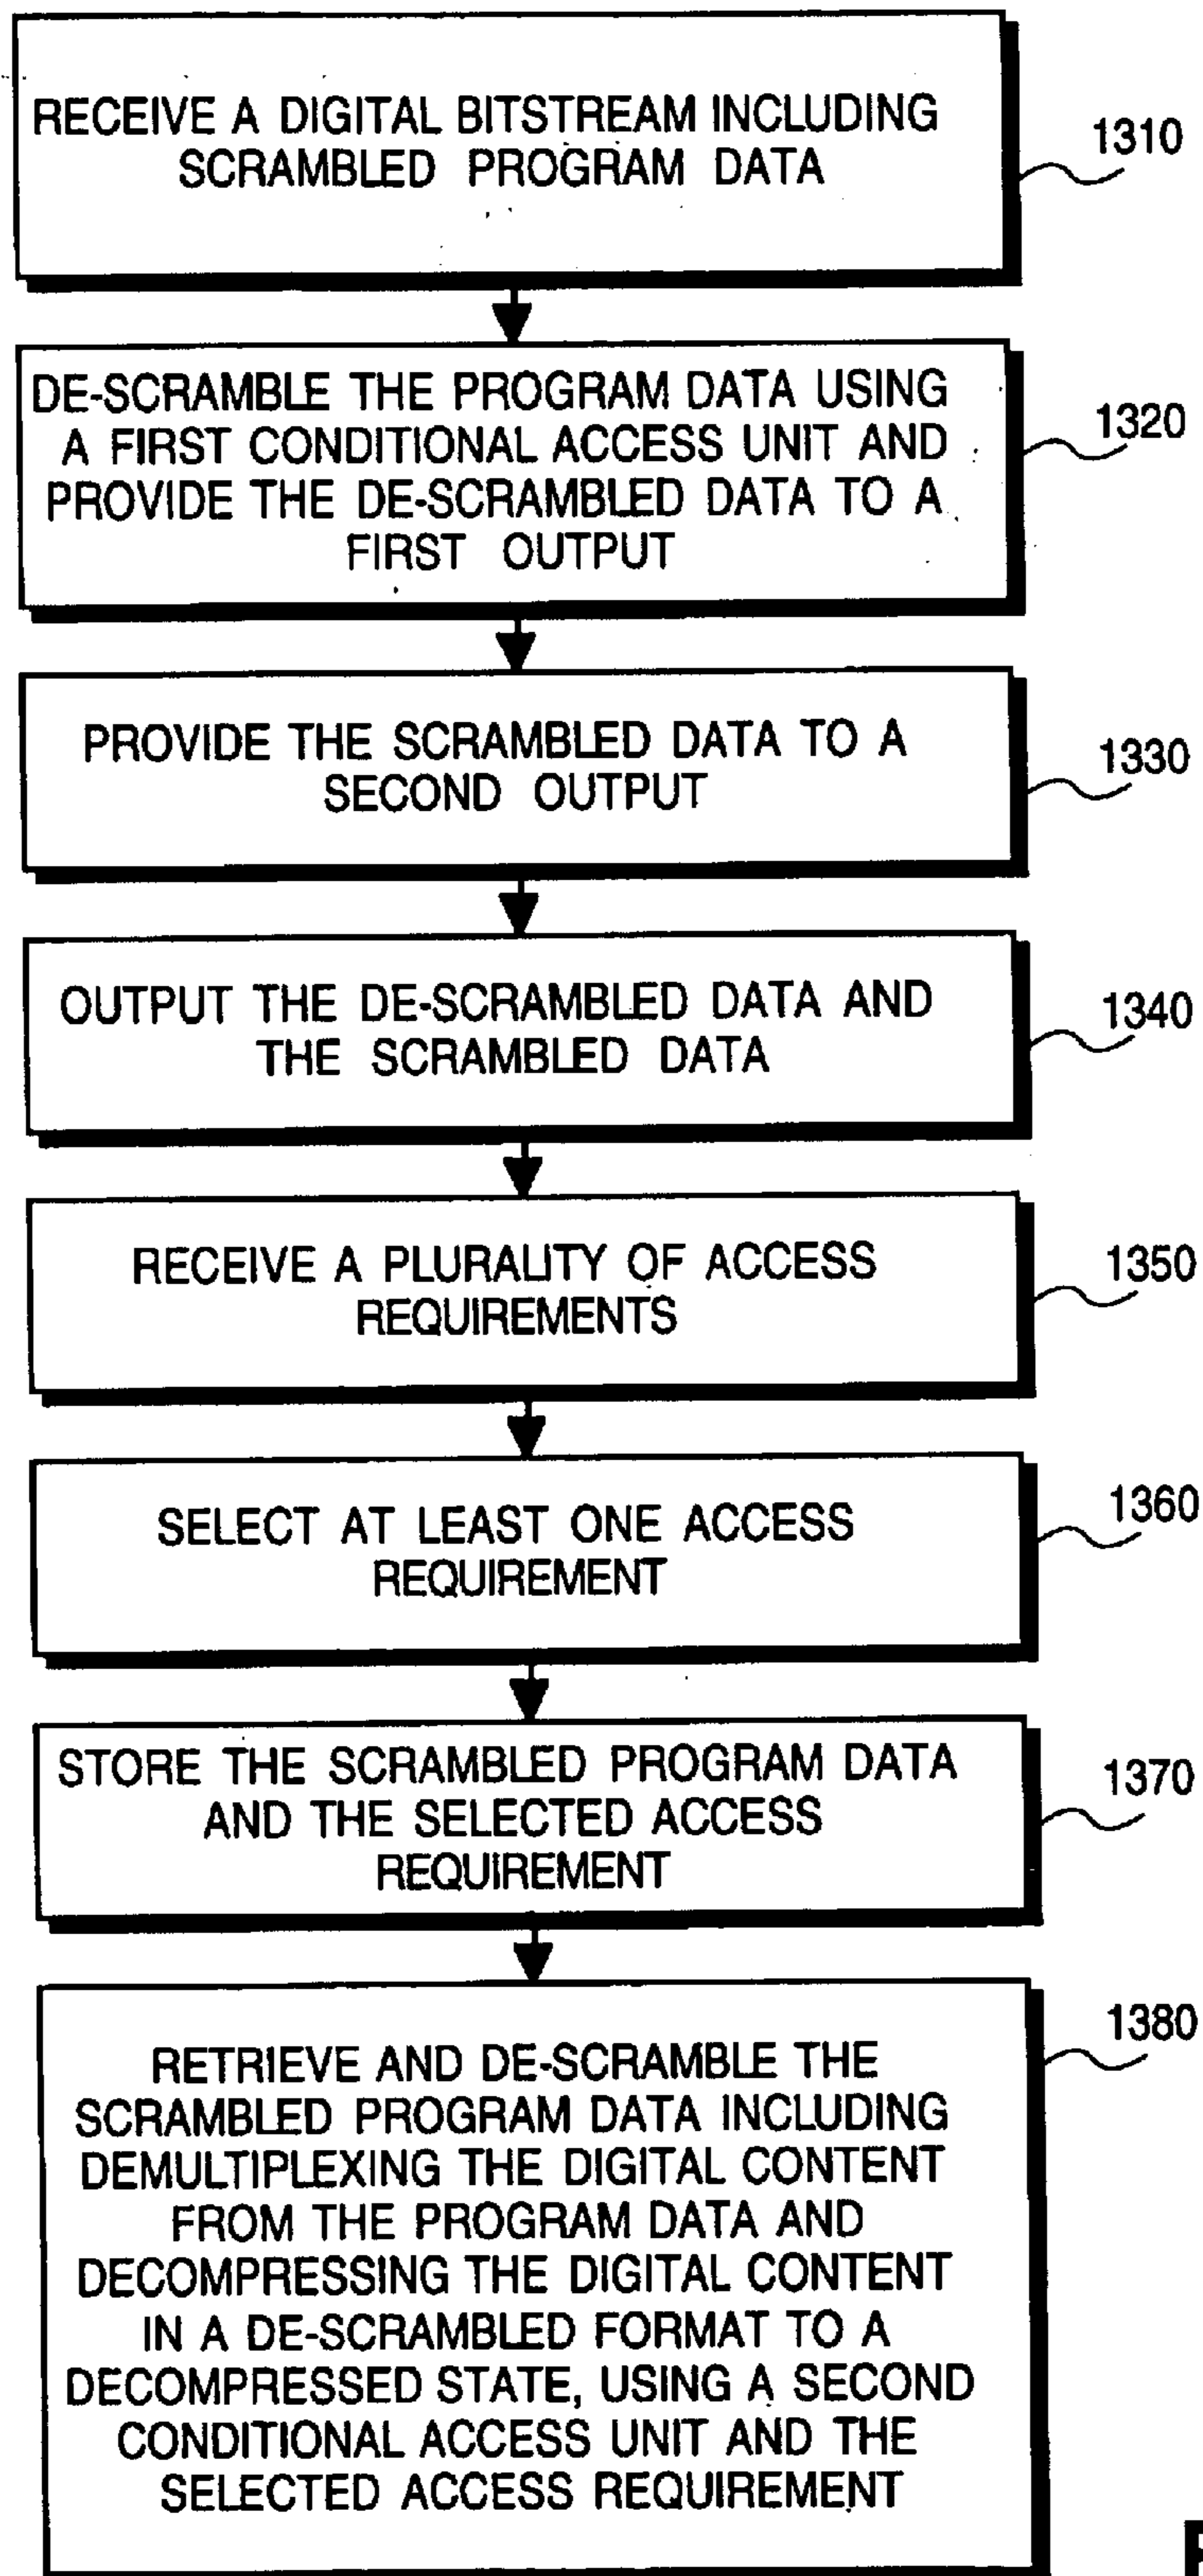 RECEIVE A DIGITAL BITSTREAM INCLUDING
SCRAMBLED PROGRAM DATA
1310
DE-SCRAMBLE THE PROGRAM DATA USING
A FIRST CONDITIONAL ACCESS UNIT AND
PROVIDE THE DE-SCRAMBLED DATA TO A
FIRST OUTPUT
1320
PROVIDE THE SCRAMBLED DATA TO A
SECOND OUTPUT
1330
OUTPUT THE DE-SCRAMBLED DATA AND
THE SCRAMBLED DATA
1340
RECEIVE A PLURALITY OF ACCESS
REQUIREMENTS
1350
SELECT AT LEAST ONE ACCESS
REQUIREMENT
1360
STORE THE SCRAMBLED PROGRAM DATA
AND THE SELECTED ACCESS
REQUIREMENT
1370
RETRIEVE AND DE-SCRAMBLE THE
SCRAMBLED PROGRAM DATA INCLUDING
DEMULTIPLEXING THE DIGITAL CONTENT
FROM THE PROGRAM DATA AND
DECOMPRESSING THE DIGITAL CONTENT
IN A DE-SCRAMBLED FORMAT TO A
DECOMPRESSED STATE, USING A SECOND
CONDITIONAL ACCESS UNIT AND THE
SELECTED ACCESS REQUIREMENT
1380